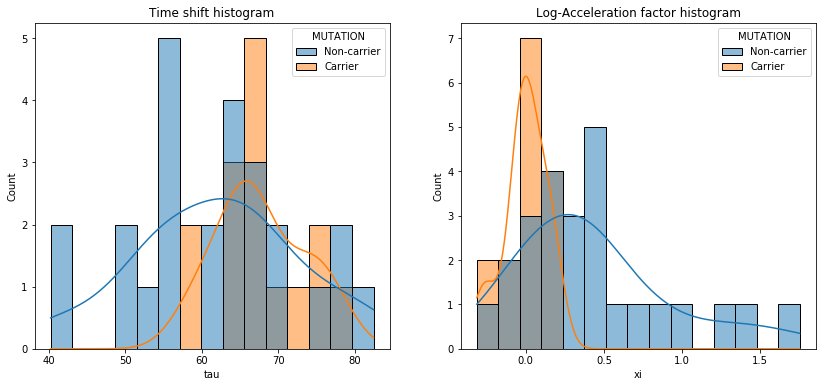 Time shift histogram
MUTATION
Non-carrier
Carrier
Count
5
4
3
2
1
0
40
50
60
70
80
tau
Log-Acceleration factor histogram
MUTATION
Non-carrier
Carrier
Count
7
6
5
4
3
2
1
0
0.0
0.5
1.0
1.5
xi